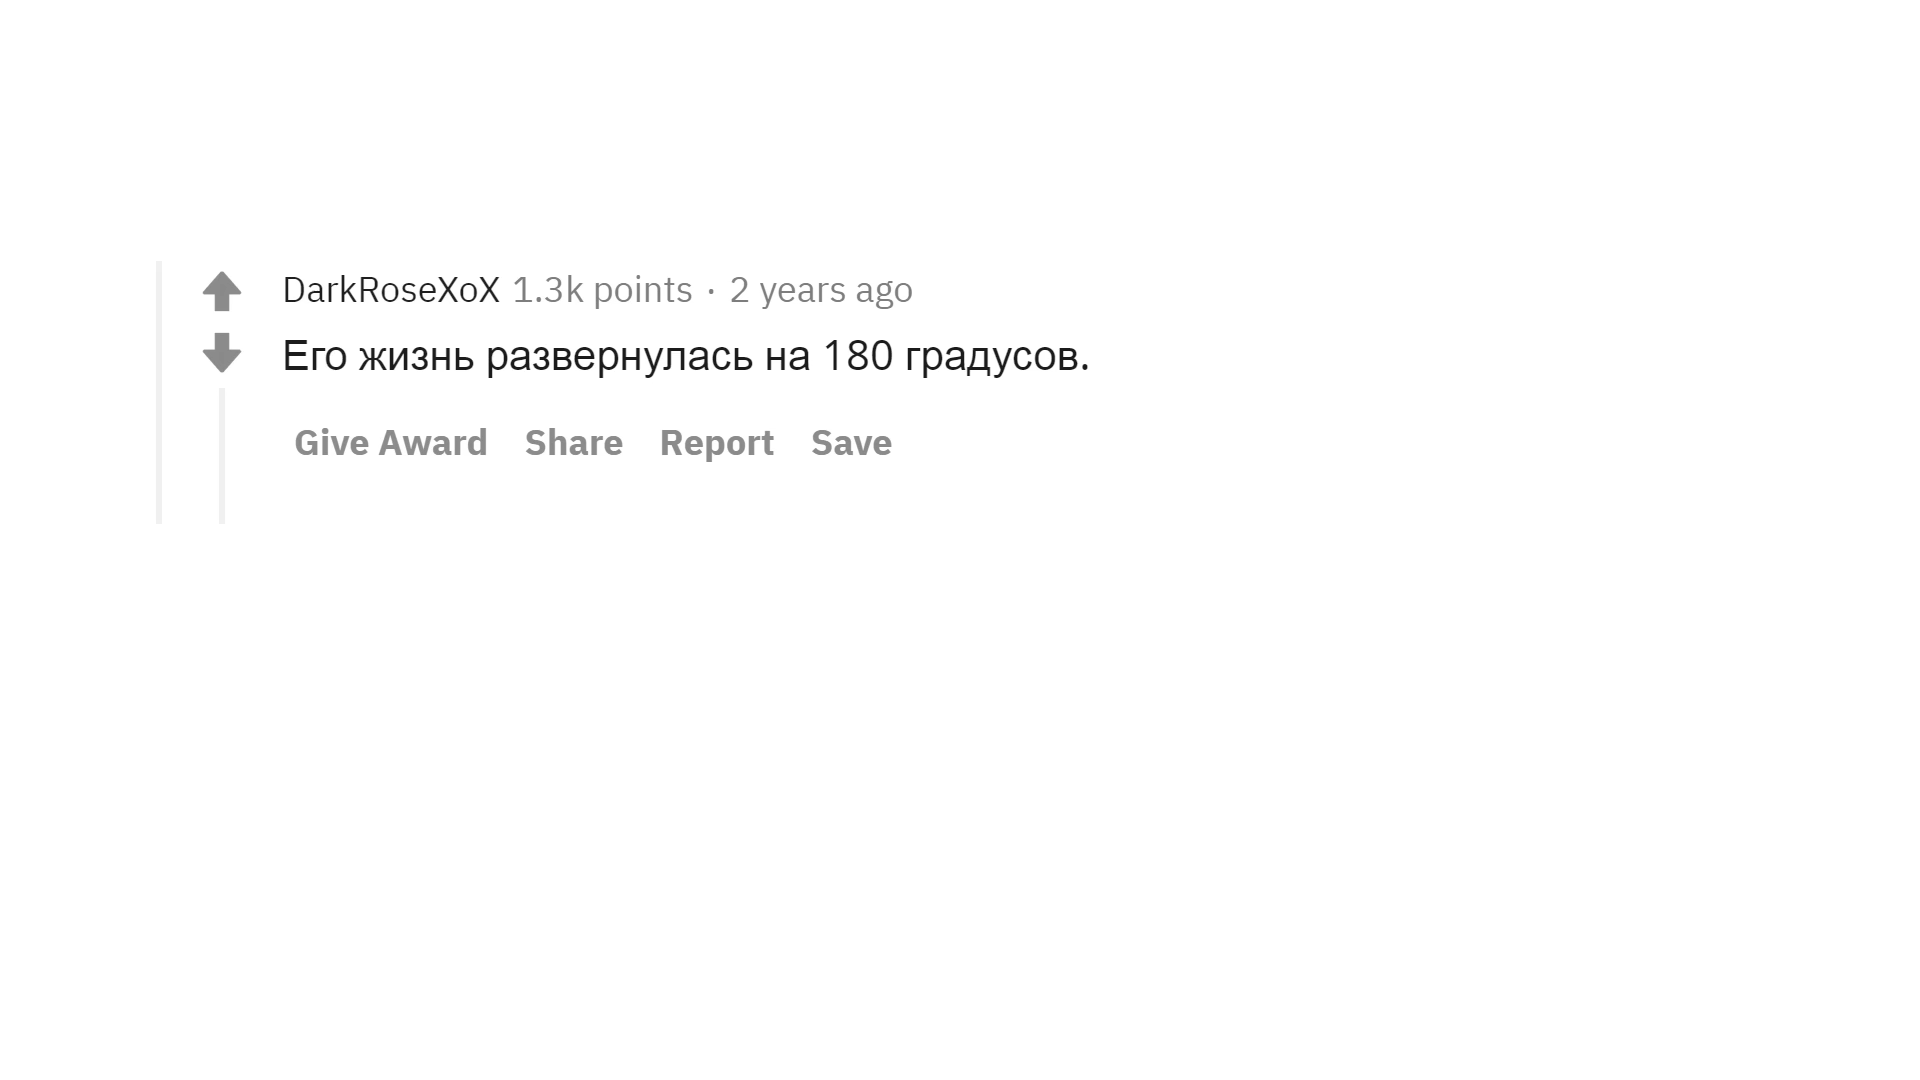 DarkRoseXoX 1.3k points · 2 years ago
Его жизнь развернулась на 180 градусов.
Give Award Share Report Save